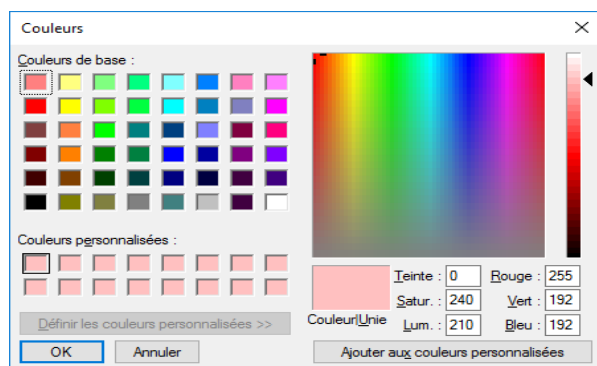 Couleurs
Couleurs de base :
Couleurs personnalisées :
Définir les couleurs personnalisées >>
OK Annuler
Couleur|Unie
Teinte : 0 Rouge : 255
Satur. : 240 Vert : 192
Lum. : 210 Bleu : 192
Ajouter aux couleurs personnalisées